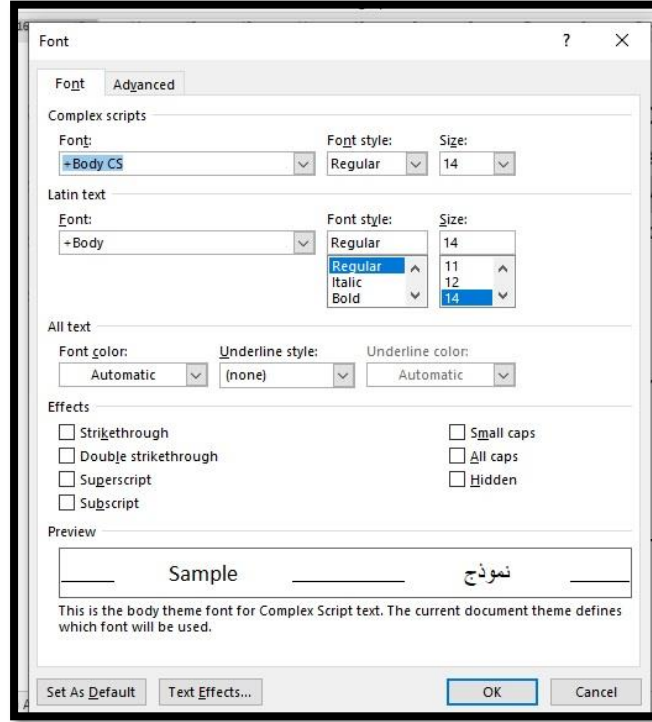 Font ? ×
Font Advanced
Complex scripts
Font: Font style: Size:
+Body CS Regular 14
Latin text
Font: Font style: Size:
+Body Regular 14
Regular 11
Italic 12
Bold 14
All text
Font color: Underline style: Underline color:
Automatic (none) Automatic
Effects
Strikethrough Small caps
Double strikethrough All caps
Superscript Hidden
Subscript
Preview
Sample نموذج
This is the body theme font for Complex Script text. The current document theme defines
which font will be used.
Set As Default Text Effects... OK Cancel